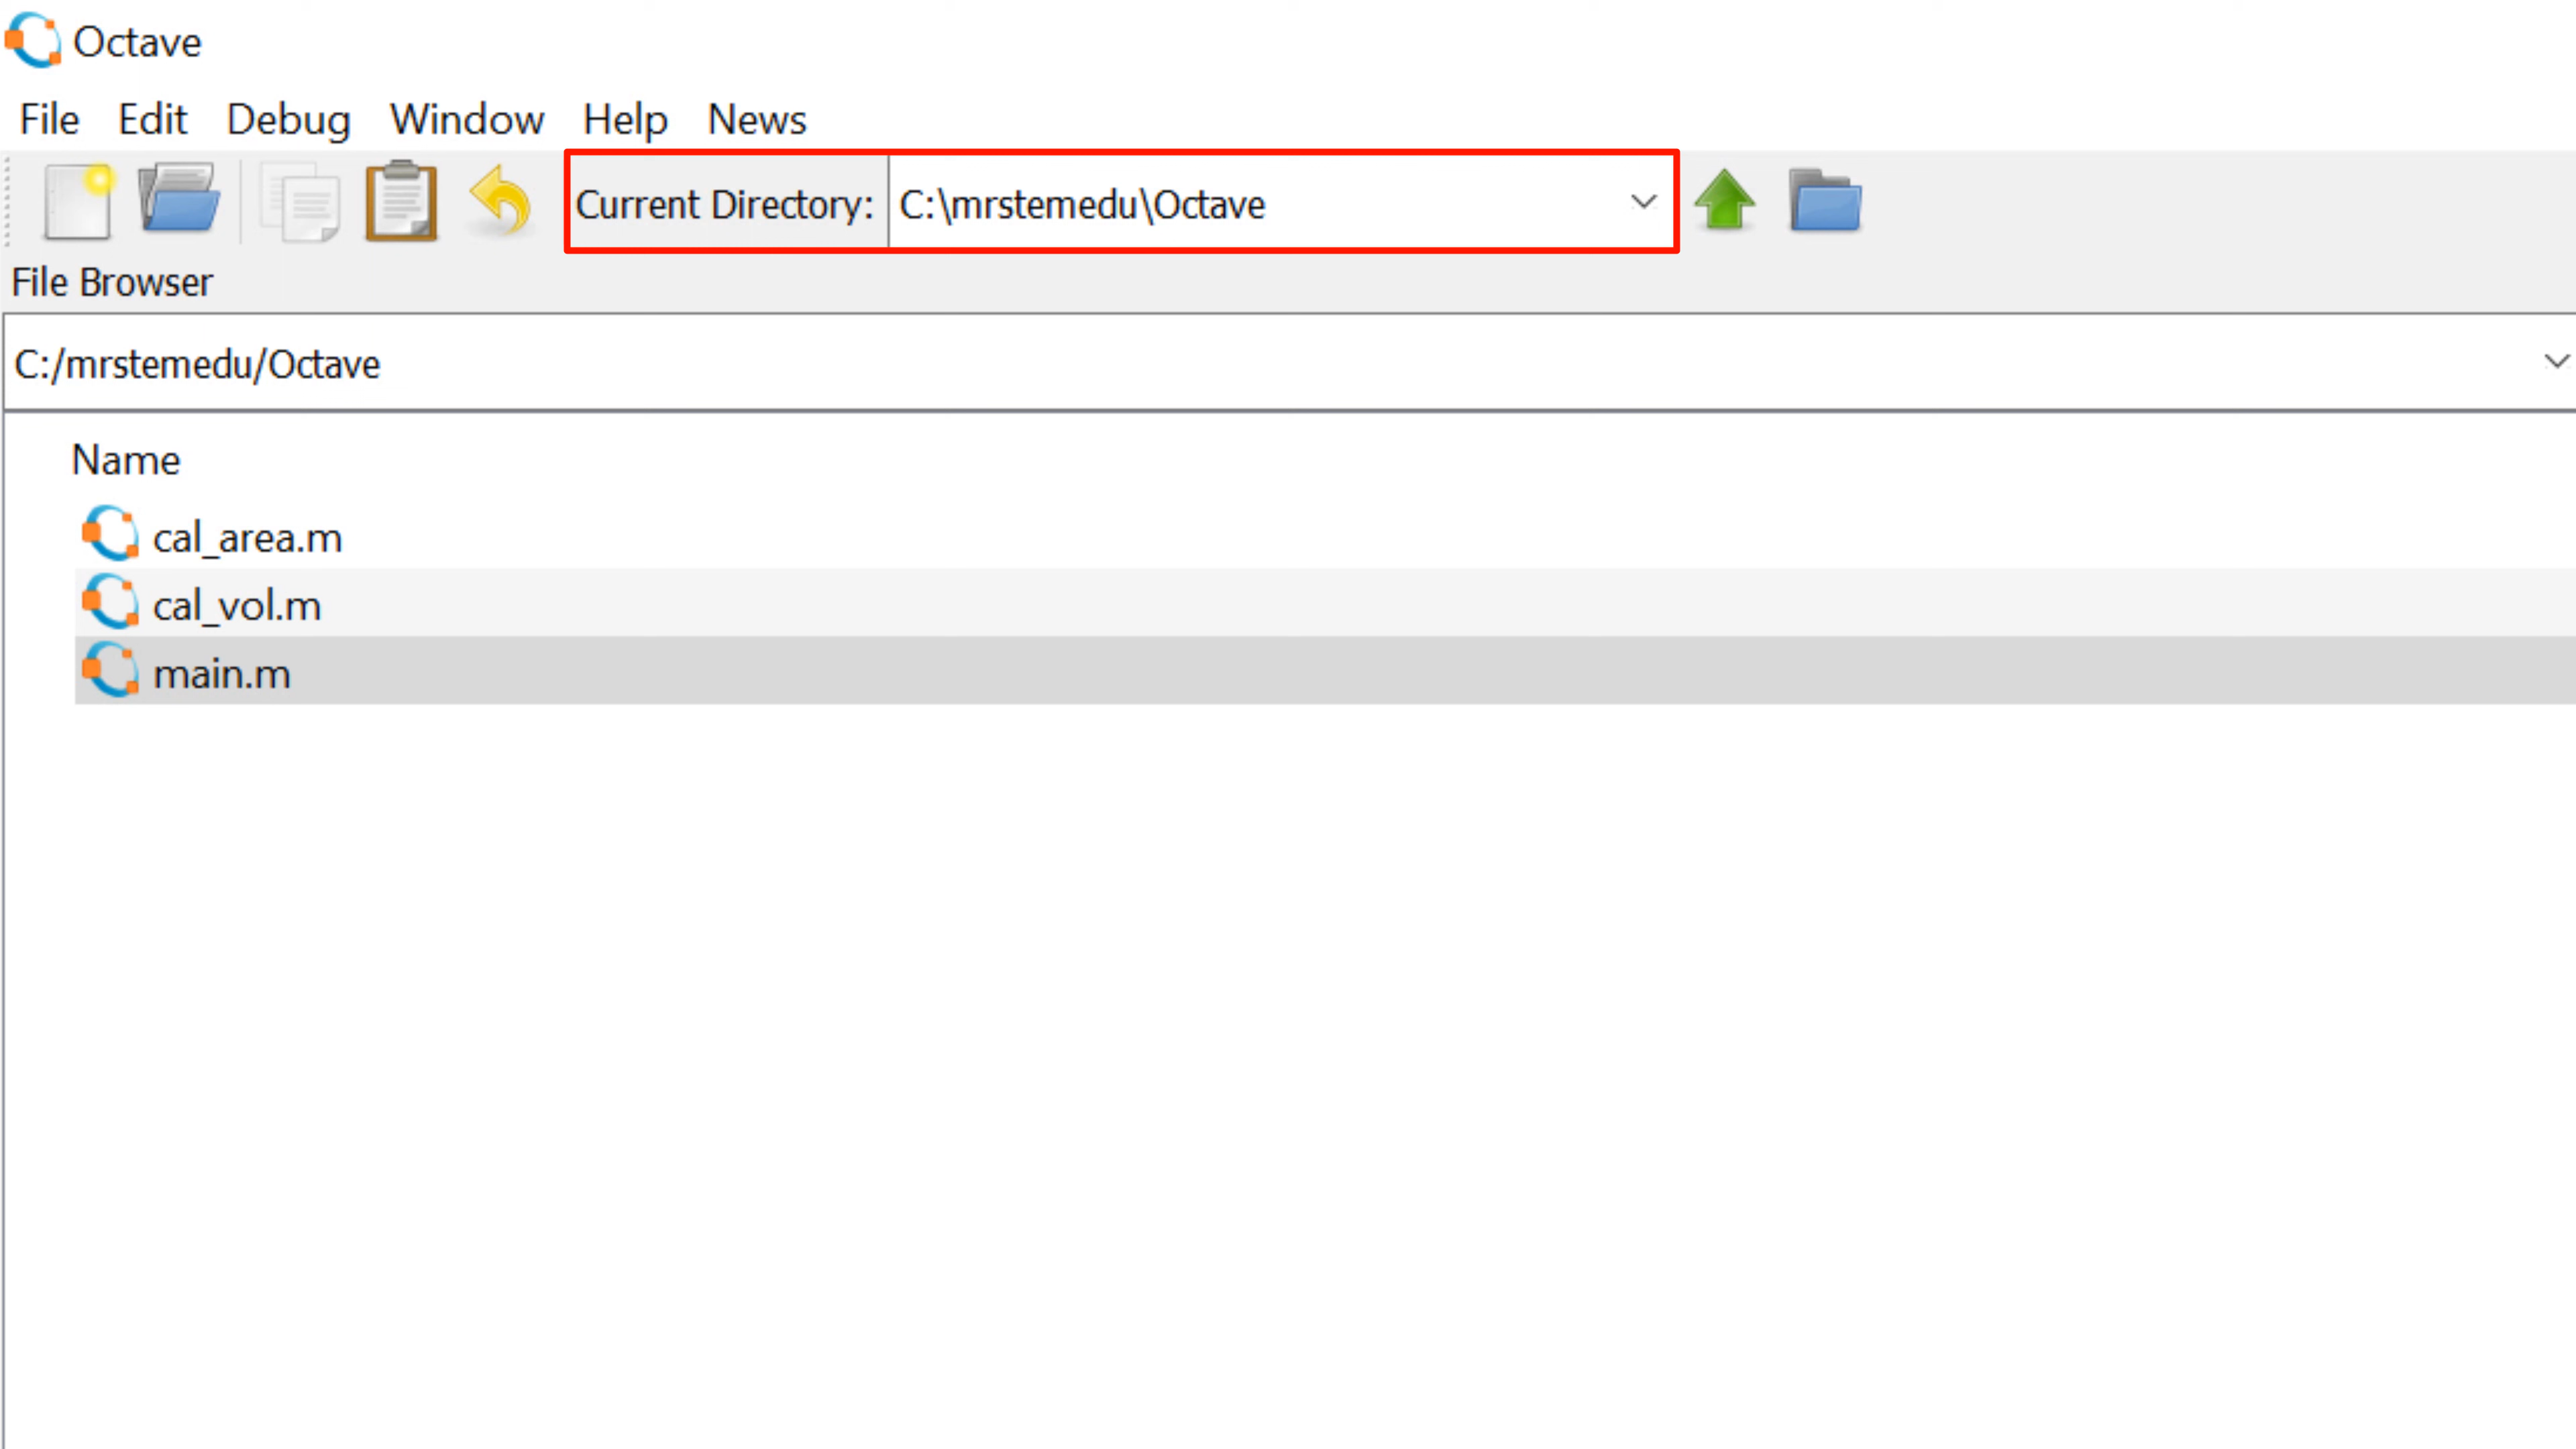 Octave
File Edit Debug Window Help News
Current Directory: C:\mrstemedu\Octave
File Browser
C:/mrstemedu/Octave
Name
cal_area.m
cal_vol.m
main.m